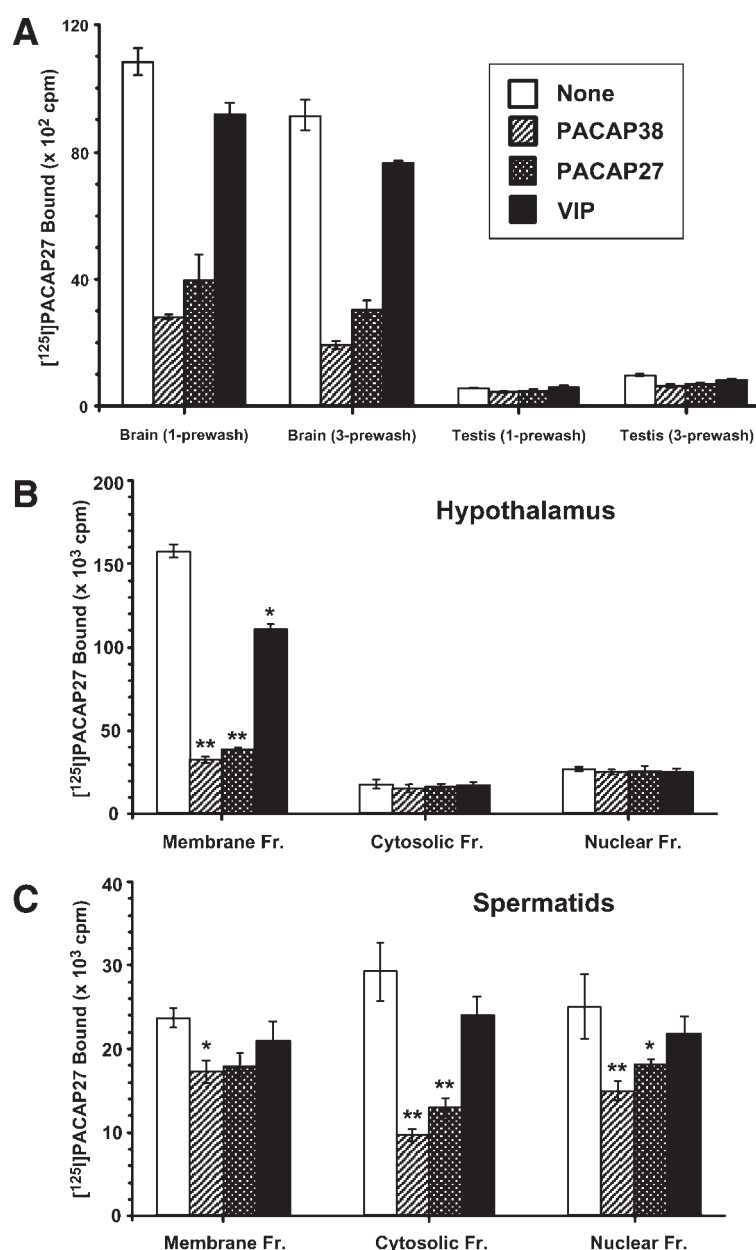 A
[125I]PACAP27 Bound (x 10² cpm)
120
80
40
0
None
PACAP38
PACAP27
VIP
Brain (1-prewash)
Brain (3-prewash)
Testis (1-prewash)
Testis (3-prewash)
B
[125I]PACAP27 Bound (x 10³ cpm)
Hypothalamus
200
150
100
50
0
**
**
*
Membrane Fr.
Cytosolic Fr.
Nuclear Fr.
C
[125I]PACAP27 Bound (x 10³ cpm)
Spermatids
40
30
20
10
0
*
**
**
**
*
Membrane Fr.
Cytosolic Fr.
Nuclear Fr.